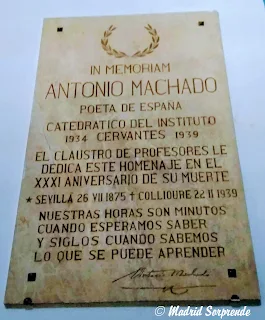 IN MEMORIAM
ANTONIO MACHADO
POETA DE ESPAÑA
CATEDRATICO DEL INSTITUTO
1934 CERVANTES 1939
EL CLAUSTRO DE PROFESORES LE
DEDICA ESTE HOMENAJE EN EL
XXXI ANIVERSARIO DE SU MUERTE
* SEVILLA 26 VII 1875 + COLLIOURE 22 II 1939
NUESTRAS HORAS SON MINUTOS
CUANDO ESPERAMOS SABER
Y SIGLOS CUANDO SABEMOS
LO QUE SE PUEDE APRENDER
Antonio Machado
© Madrid Sorprende